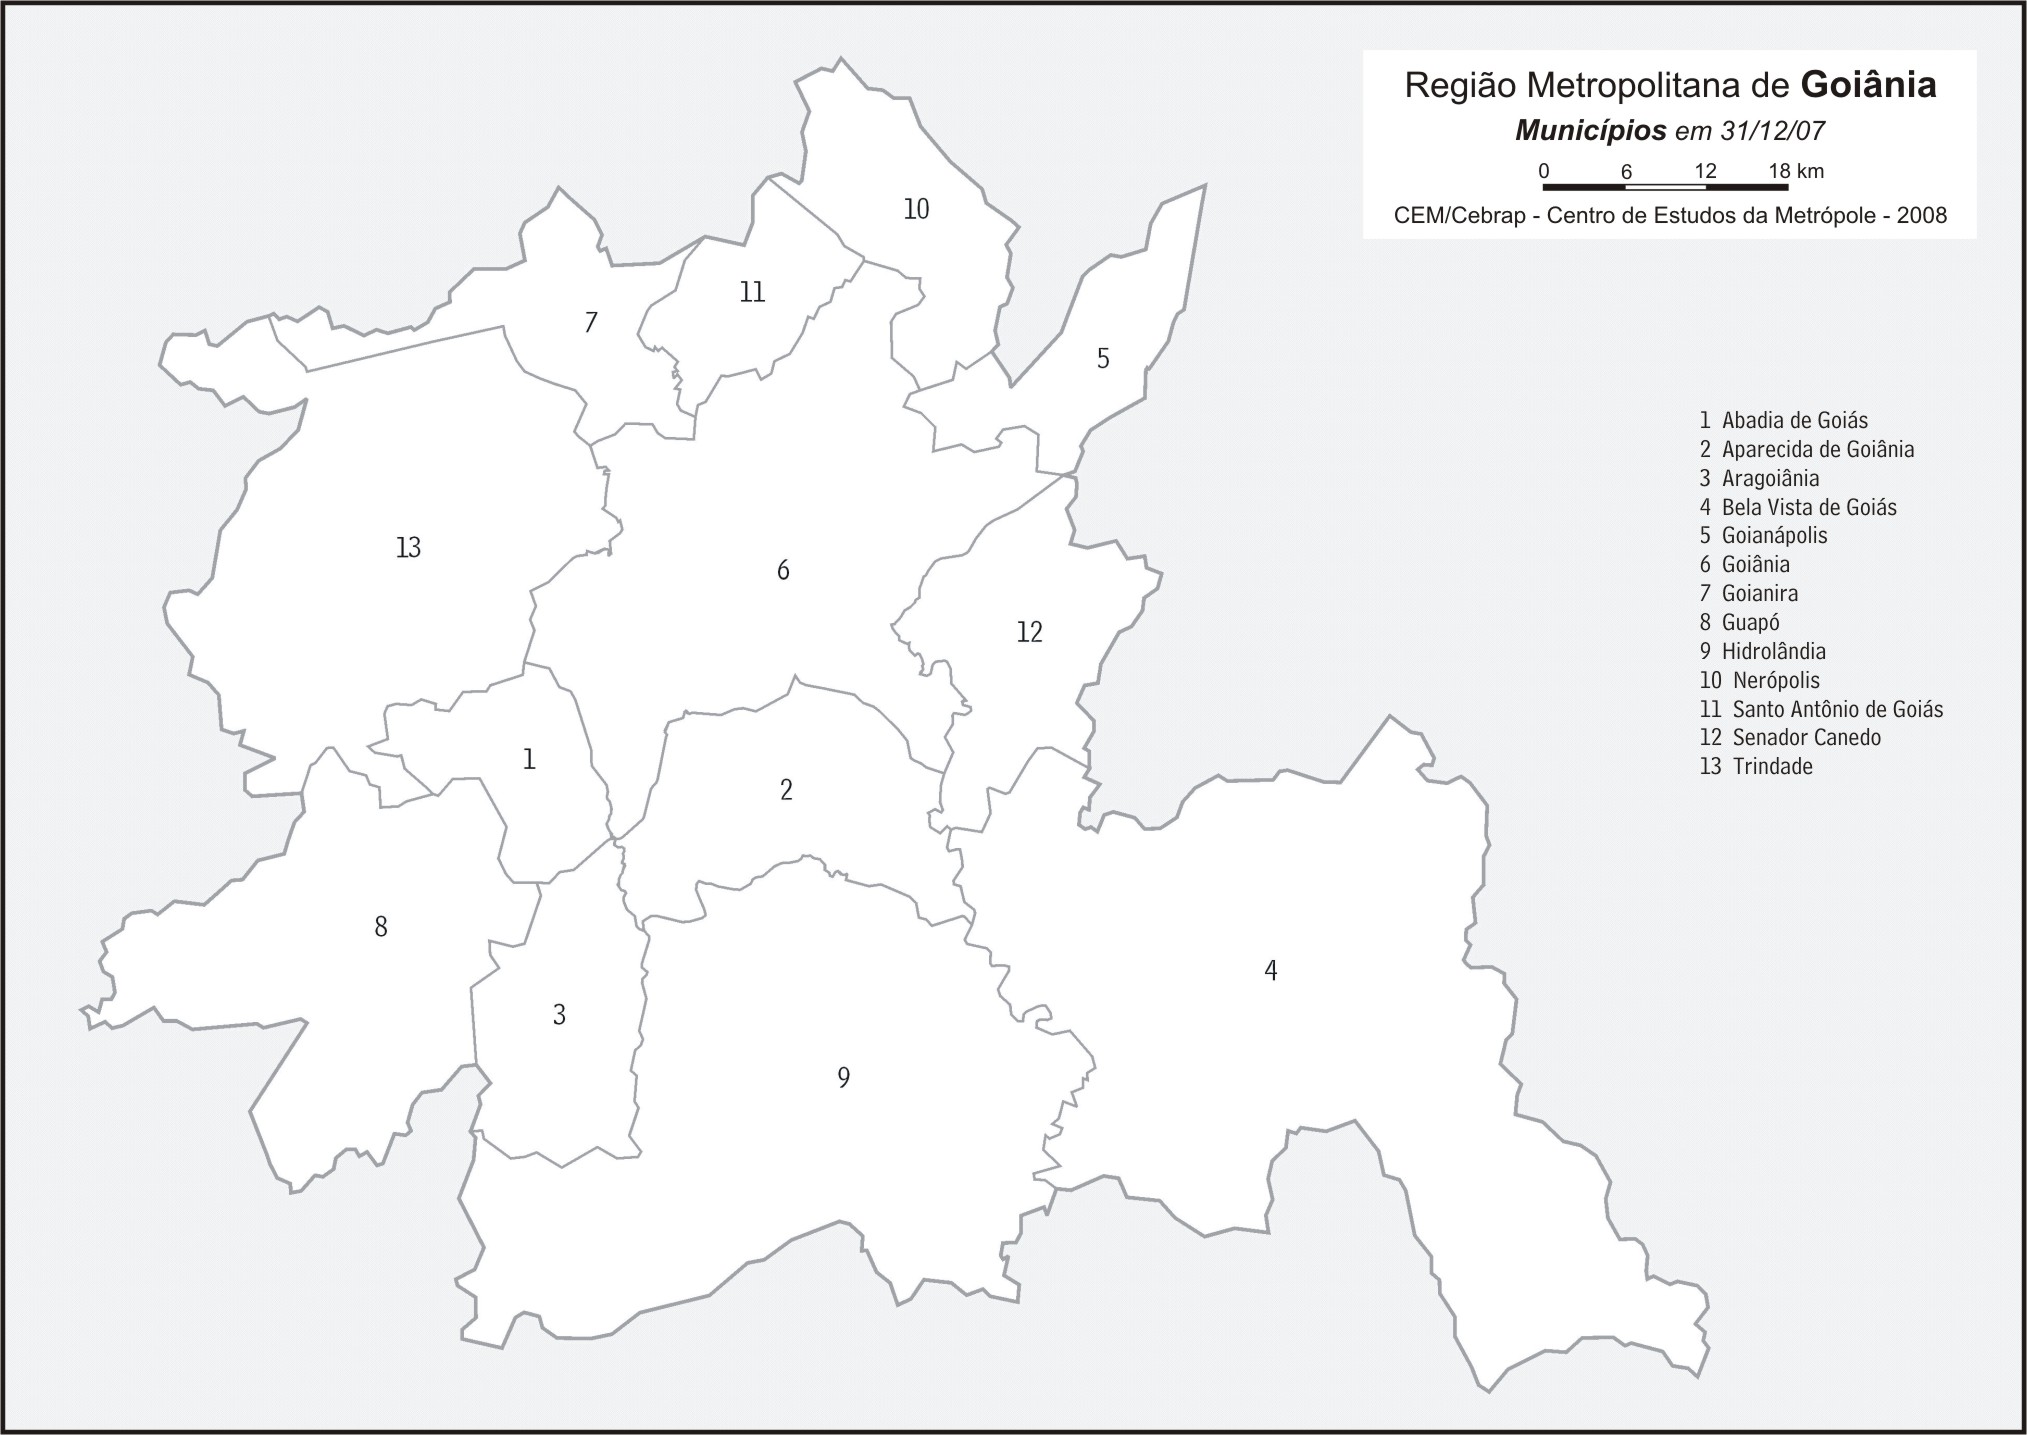 Região Metropolitana de Goiânia
Municípios em 31/12/07
0 6 12 18 km
CEM/Cebrap - Centro de Estudos da Metrópole - 2008
10
11
7
5
13
6
12
1
2
8
4
3
9
1 Abadia de Goiás
2 Aparecida de Goiânia
3 Aragoiânia
4 Bela Vista de Goiás
5 Goianápolis
6 Goiânia
7 Goianira
8 Guapó
9 Hidrolândia
10 Nerópolis
11 Santo Antônio de Goiás
12 Senador Canedo
13 Trindade